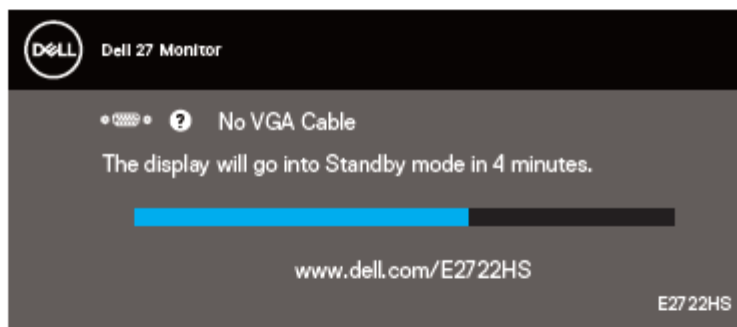 DELL Dell 27 Monitor
? No VGA Cable
The display will go into Standby mode in 4 minutes.
www.dell.com/E2722HS
E2722HS